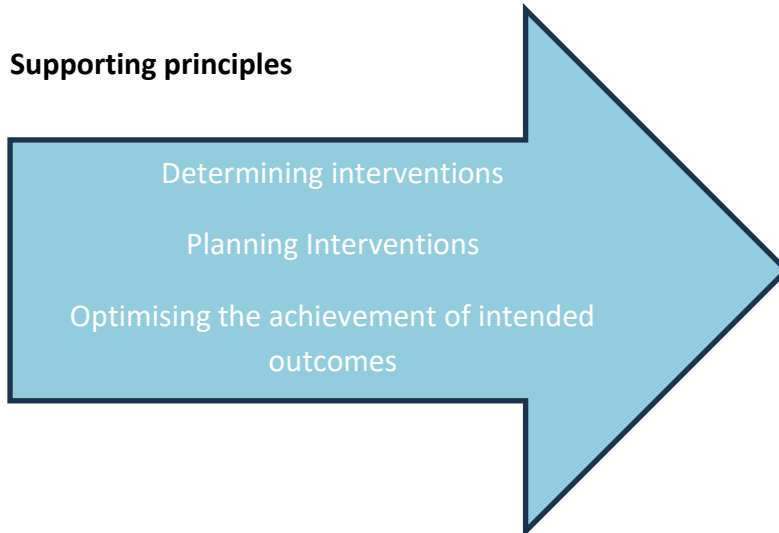 Supporting principles
Determining interventions
Planning Interventions
Optimising the achievement of intended
outcomes